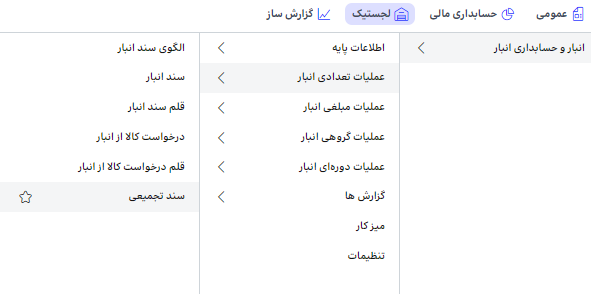 عمومی
حسابداری مالی
لجستیک
گزارش ساز
انبار و حسابداری انبار
اطلاعات پایه
عملیات تعدادی انبار
عملیات مبلغی انبار
عملیات گروهی انبار
عملیات دوره‌ای انبار
گزارش ها
میز کار
تنظیمات
الگوی سند انبار
سند انبار
قلم سند انبار
درخواست کالا از انبار
قلم درخواست کالا از انبار
سند تجمیعی